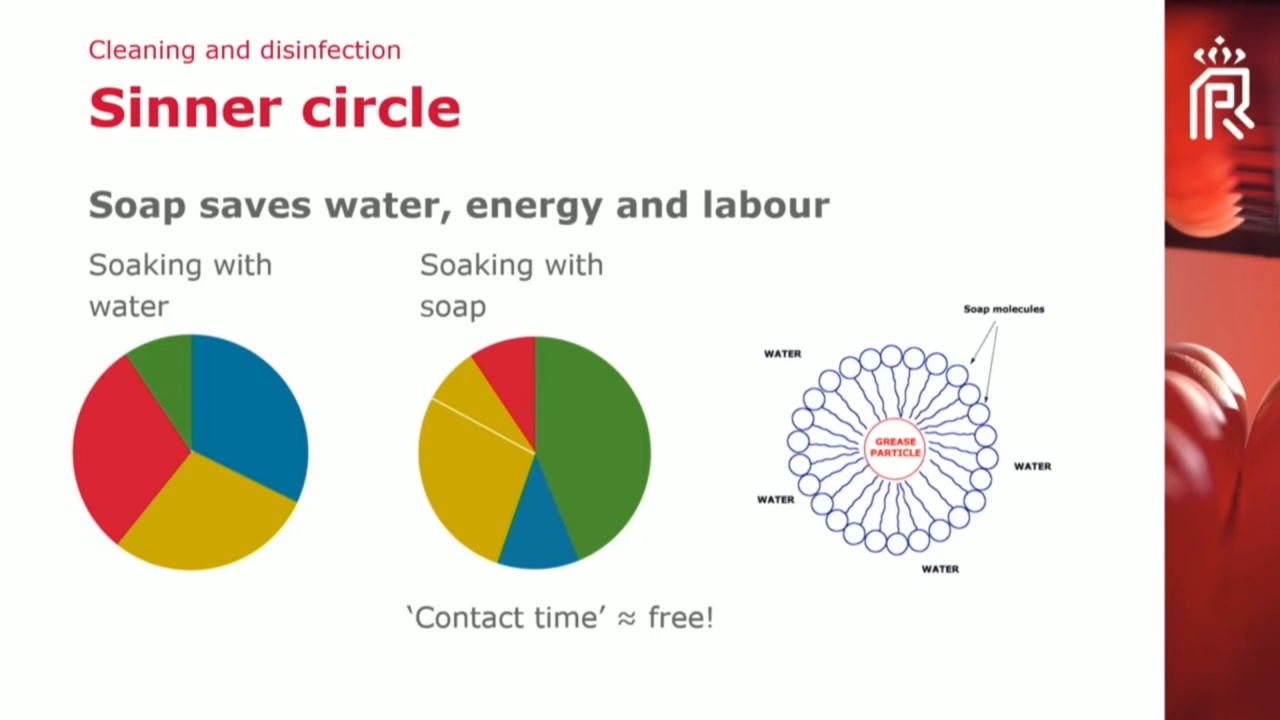 Cleaning and disinfection
Sinner circle
Soap saves water, energy and labour
Soaking with
water
Soaking with
soap
Soap molecules
WATER
GREASE
PARTICLE
WATER
WATER
WATER
‘Contact time’ ≈ free!